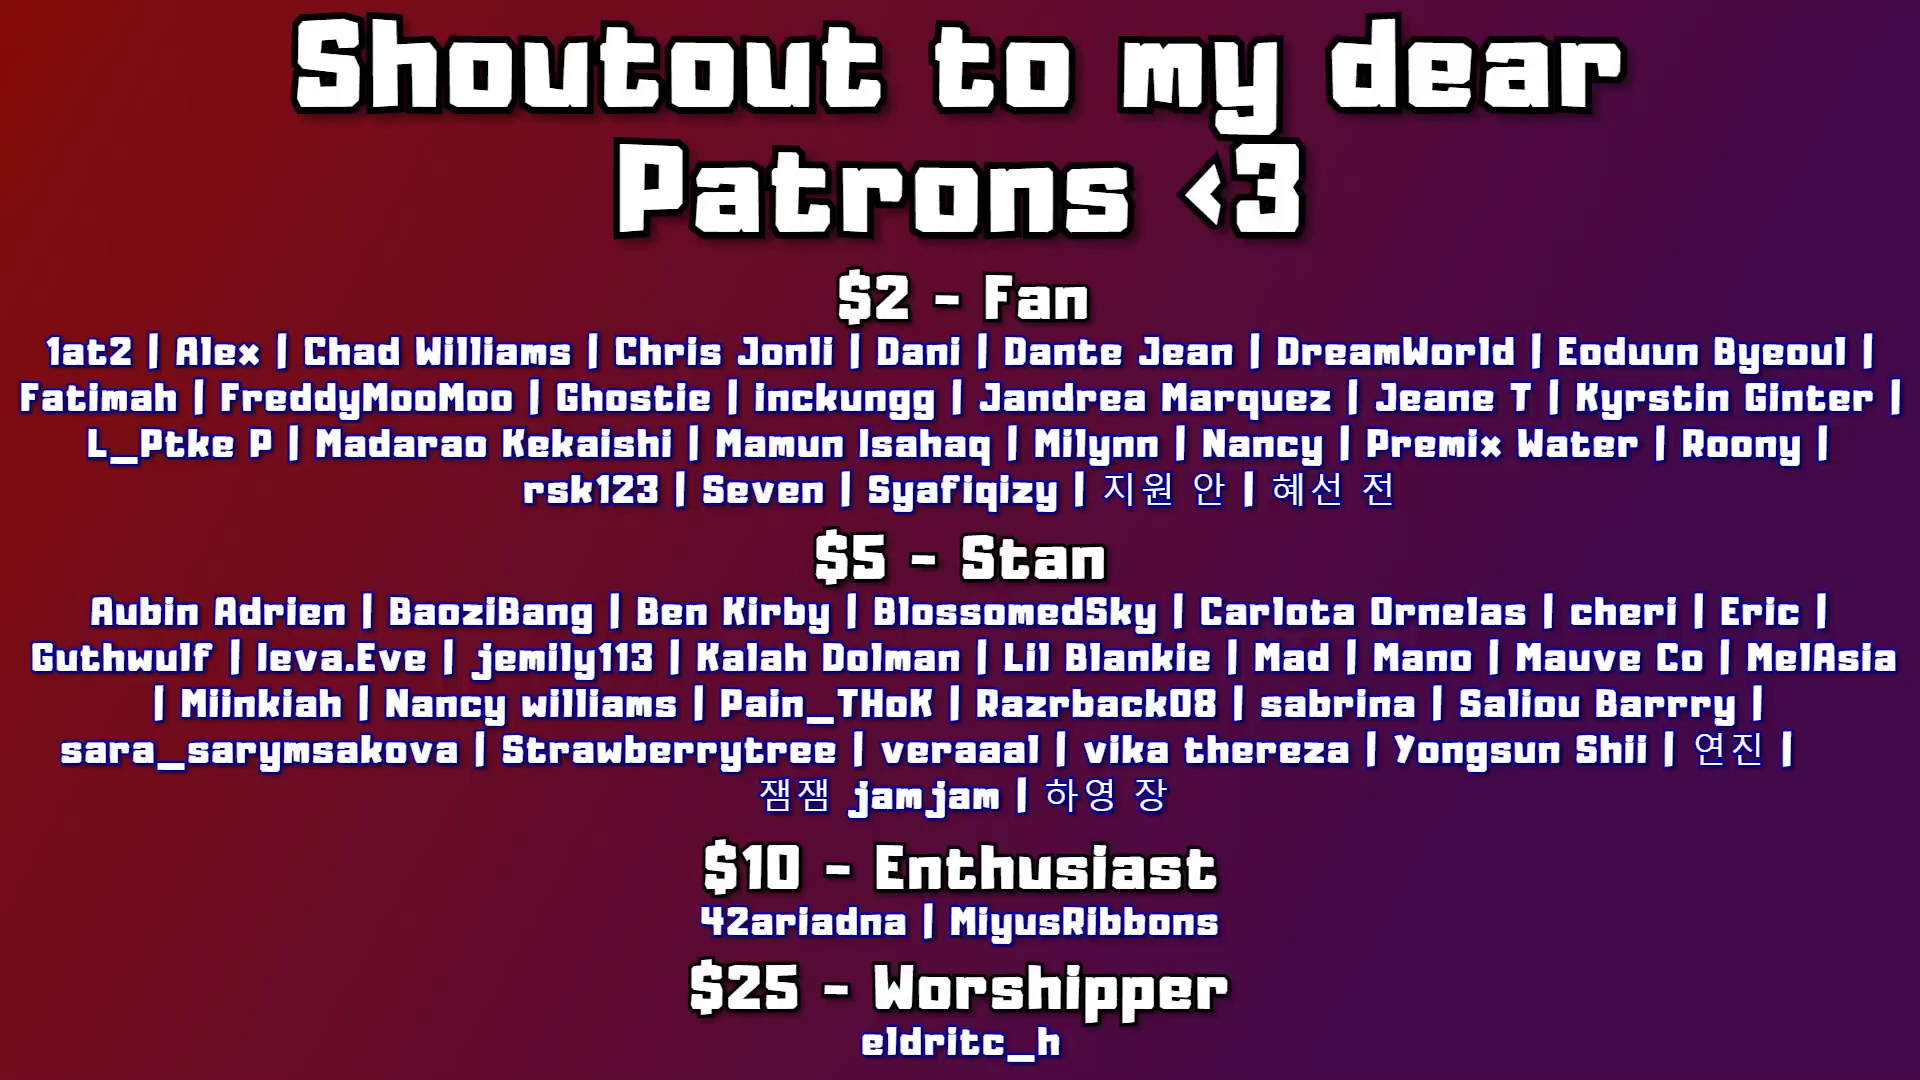 Shoutout to my dear
Patrons <3
$2 - Fan
1at2 | Alex | Chad Williams | Chris Jonli | Dani | Dante Jean | DreamWorld | Eoduun Byeoul |
Fatimah | FreddyMooMoo | Ghostie | inckungg | Jandrea Marquez | Jeane T | Kyrstin Ginter |
L_Ptke P | Madarao Kekaishi | Mamun Isahaq | Milynn | Nancy | Premix Water | Roony |
rsk123 | Seven | Syafiqizy | 지원 안 | 혜선 전
$5 - Stan
Aubin Adrien | BaoziBang | Ben Kirby | BlossomedSky | Carlota Ornelas | cheri | Eric |
Guthwulf | Ieva.Eve | jemily113 | Kalah Dolman | Lil Blankie | Mad | Mano | Mauve Co | MelAsia
| Miinkiah | Nancy williams | Pain_THoK | Razrback08 | sabrina | Saliou Barrry |
sara_sarymsakova | Strawberrytree | veraaal | vika thereza | Yongsun Shii | 연진 |
잼잼 jamjam | 하영 장
$10 - Enthusiast
42ariadna | MiyusRibbons
$25 - Worshipper
eldritc_h